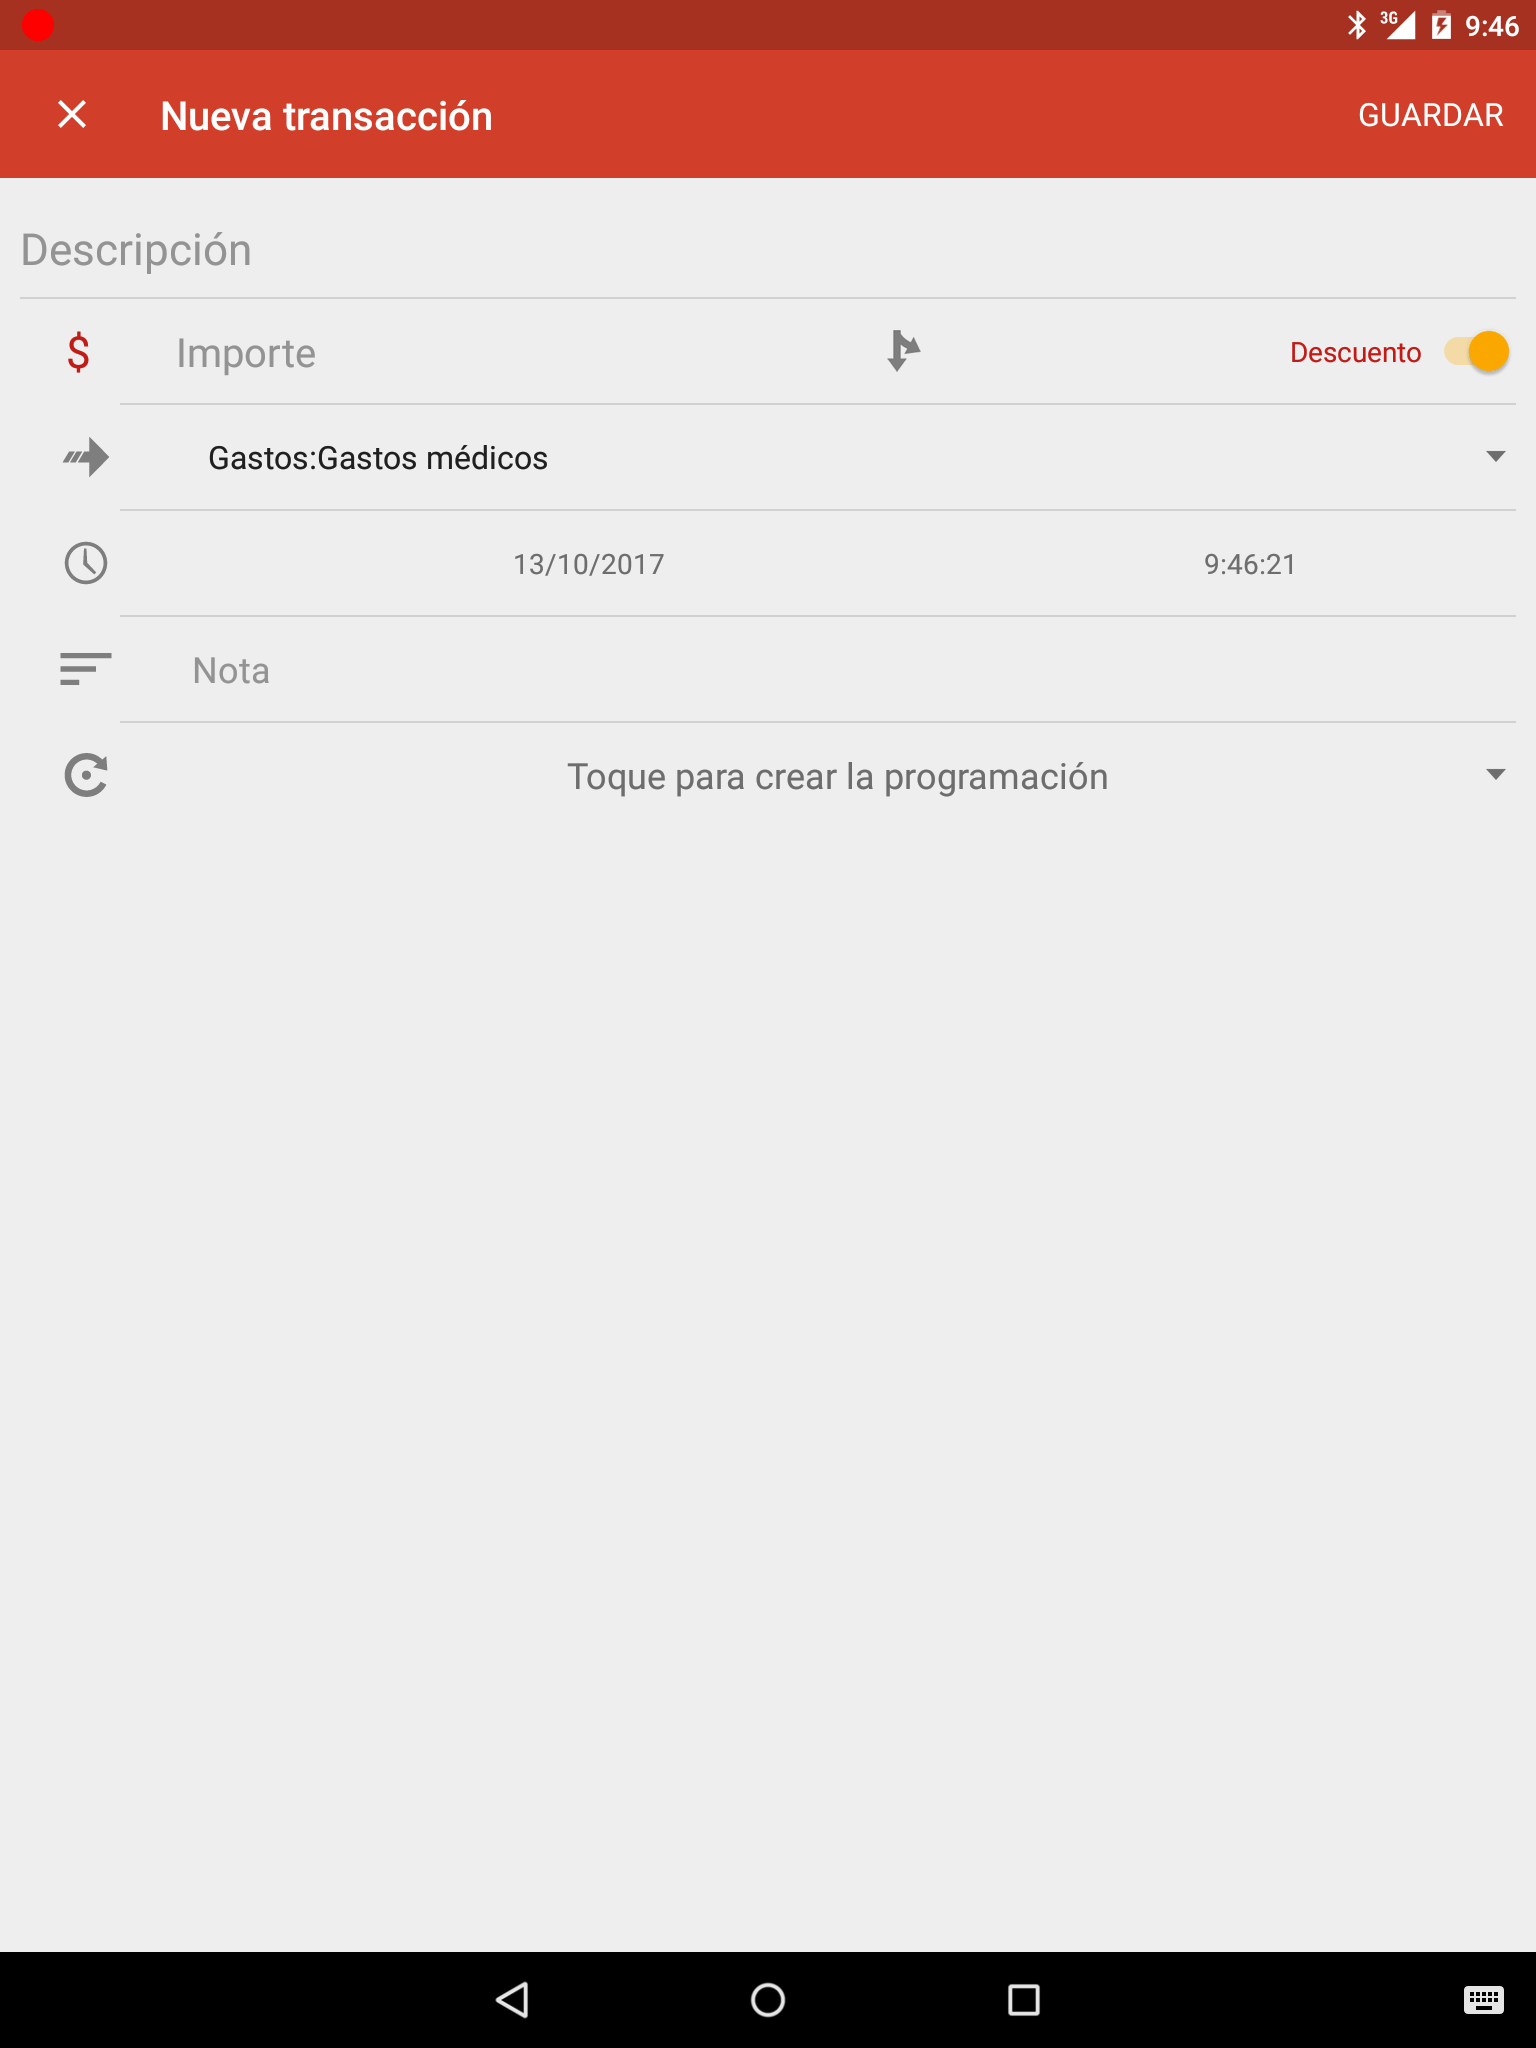 3G 9:46
Nueva transacción GUARDAR
Descripción
$ Importe Descuento
Gastos:Gastos médicos
13/10/2017 9:46:21
Nota
Toque para crear la programación